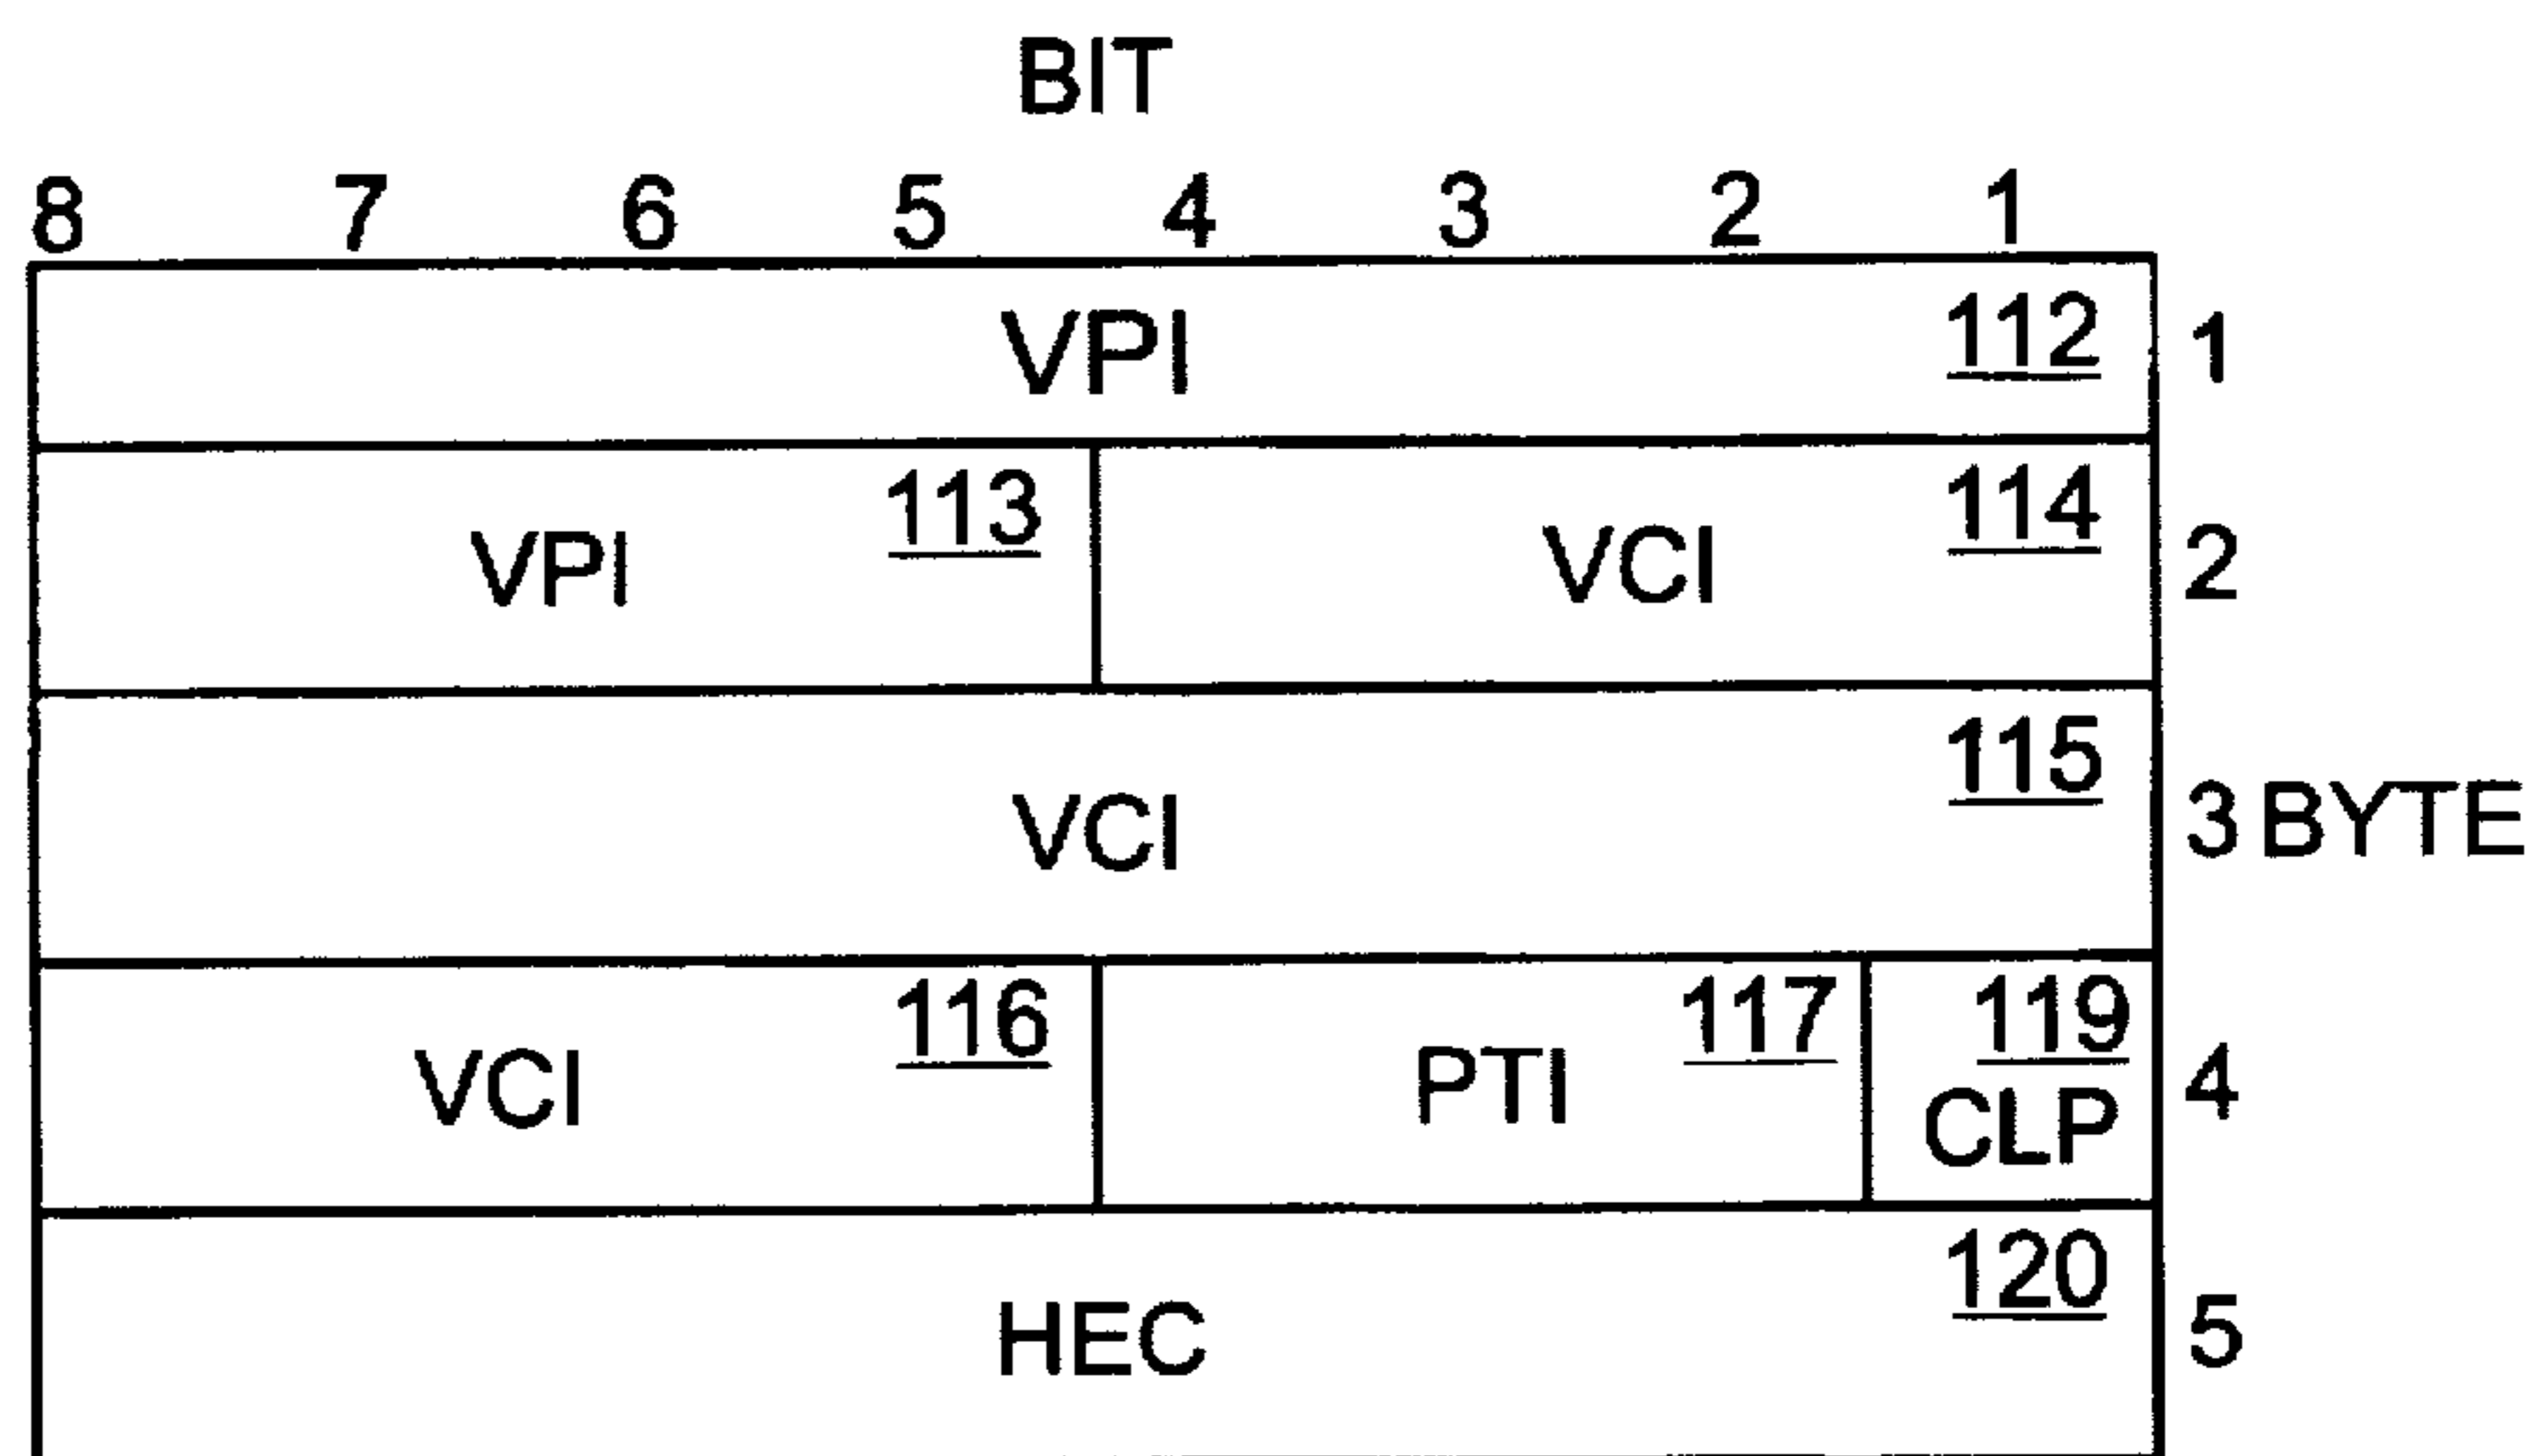 BIT
8 7 6 5 4 3 2 1
VPI 112 1
VPI 113 VCI 114 2
VCI 115 3 BYTE
VCI 116 PTI 117 CLP 119 4
HEC 120 5